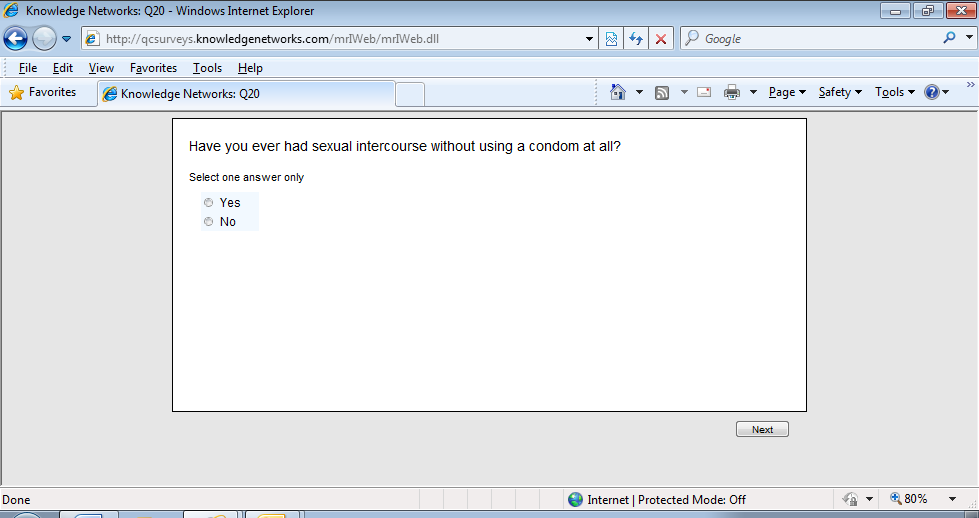 Knowledge Networks: Q20 - Windows Internet Explorer
http://qcsurveys.knowledgenetworks.com/mrIWeb/mrIWeb.dll
Google
File Edit View Favorites Tools Help
Favorites
Knowledge Networks: Q20
Page Safety Tools
Have you ever had sexual intercourse without using a condom at all?
Select one answer only
Yes
No
Next
Done
Internet | Protected Mode: Off
80%